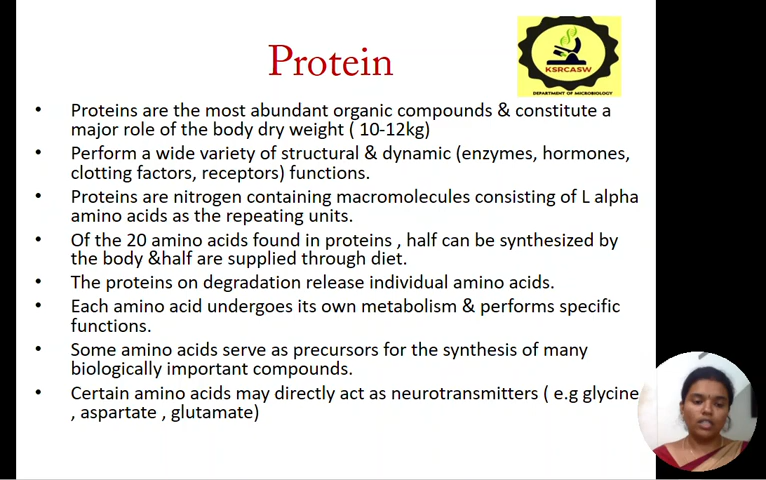 Protein
KSRCASW
DEPARTMENT OF MICROBIOLOGY
• Proteins are the most abundant organic compounds & constitute a
major role of the body dry weight ( 10-12kg)
• Perform a wide variety of structural & dynamic (enzymes, hormones,
clotting factors, receptors) functions.
• Proteins are nitrogen containing macromolecules consisting of L alpha
amino acids as the repeating units.
• Of the 20 amino acids found in proteins , half can be synthesized by
the body &half are supplied through diet.
• The proteins on degradation release individual amino acids.
• Each amino acid undergoes its own metabolism & performs specific
functions.
• Some amino acids serve as precursors for the synthesis of many
biologically important compounds.
• Certain amino acids may directly act as neurotransmitters ( e.g glycine
, aspartate , glutamate)